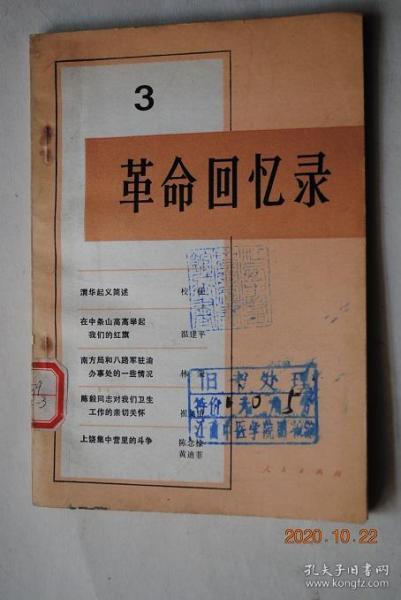 3
革命回忆录
渭华起义简述
在中条山高高举起
我们的红旗
温建平
南方局和八路军驻渝
办事处的一些情况
陈毅同志对我们卫生
工作的亲切关怀
上饶集中营里的斗争
黄迪菲
旧书处理
人民出版社
2020.10.22
孔夫子旧书网
www.kongfz.com